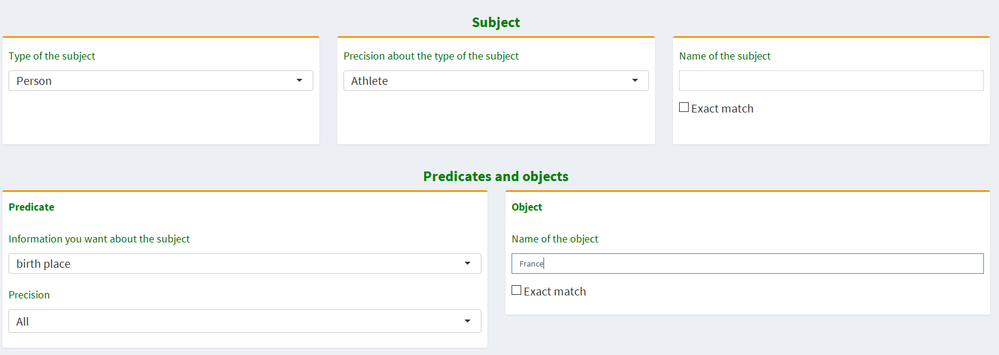 Subject
Type of the subject
Person
Precision about the type of the subject
Athlete
Name of the subject
Exact match
Predicates and objects
Predicate
Information you want about the subject
birth place
Precision
All
Object
Name of the object
France
Exact match